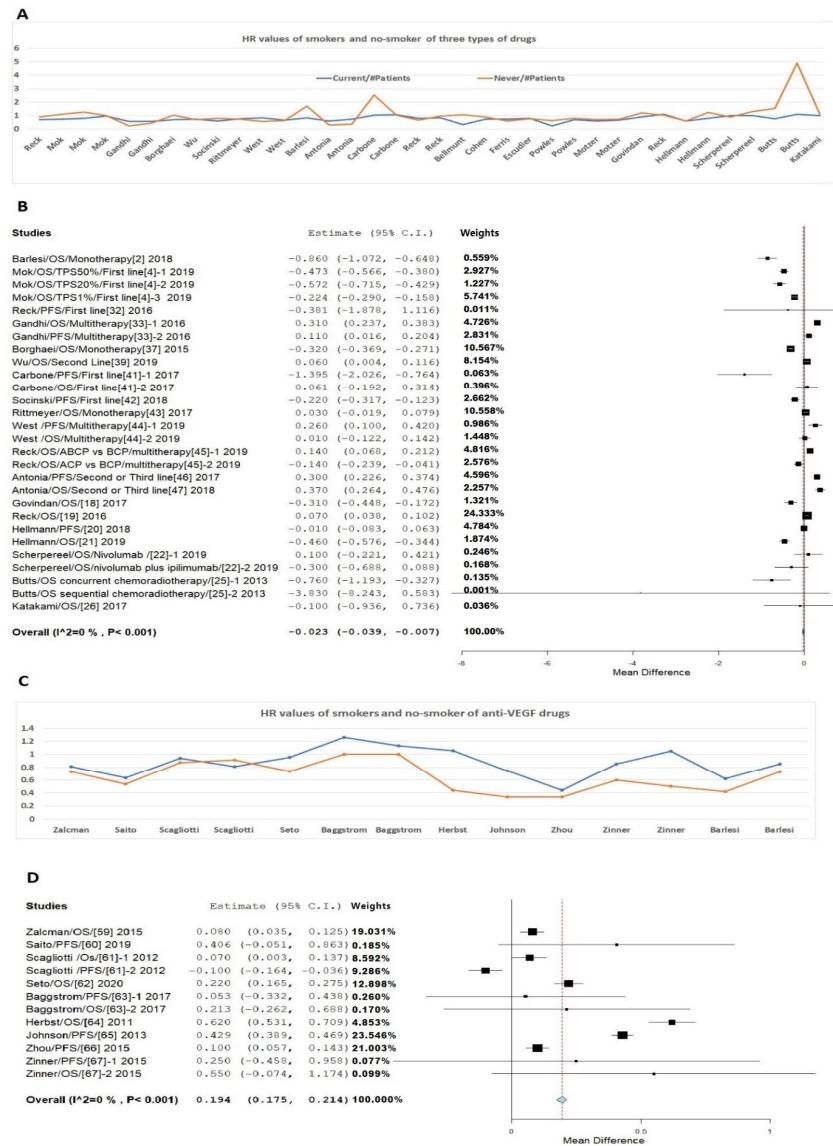 A
HR values of smokers and no-smoker of three types of drugs
Current/#Patients Never/#Patients
6
5
4
3
2
1
0
Reck Mok Mok Mok Gandhi Gandhi Borghaei Wu Socinski Rittmeyer West West Barlesi Antonia Antonia Carbone Carbone Reck Reck Bellmunt Cohen Ferris Escudier Powles Powles Motzer Motzer Govindan Reck Hellmann Hellmann Scherpereel Scherpereel Butts Butts Katakami
B
Studies Estimate (95% C.I.) Weights
Barlesi/OS/Monotherapy[2] 2018 -0.860 (-1.072, -0.648) 0.559%
Mok/OS/TPS50%/First line[4]-1 2019 -0.473 (-0.566, -0.380) 2.927%
Mok/OS/TPS20%/First line[4]-2 2019 -0.572 (-0.715, -0.429) 1.227%
Mok/OS/TPS1%/First line[4]-3 2019 -0.224 (-0.290, -0.158) 5.741%
Reck/PFS/First line[32] 2016 -0.381 (-1.878, 1.116) 0.011%
Gandhi/OS/Multitherapy[33]-1 2016 0.310 (0.237, 0.383) 4.726%
Gandhi/PFS/Multitherapy[33]-2 2016 0.110 (0.016, 0.204) 2.831%
Borghaei/OS/Monotherapy[37] 2015 -0.320 (-0.369, -0.271) 10.567%
Wu/OS/Second Line[39] 2019 0.060 (0.004, 0.116) 8.154%
Carbone/PFS/First line[41]-1 2017 -1.395 (-2.026, -0.764) 0.063%
Carbone/OS/First line[41]-2 2017 0.061 (-0.192, 0.314) 0.396%
Socinski/PFS/First line[42] 2018 -0.220 (-0.317, -0.123) 2.662%
Rittmeyer/OS/Monotherapy[43] 2017 0.030 (-0.019, 0.079) 10.558%
West /PFS/Multitherapy[44]-1 2019 0.260 (0.100, 0.420) 0.986%
West /OS/Multitherapy[44]-2 2019 0.010 (-0.122, 0.142) 1.448%
Reck/OS/ABCP vs BCP/multitherapy[45]-1 2019 0.140 (0.068, 0.212) 4.816%
Reck/OS/ACP vs BCP/multitherapy[45]-2 2019 -0.140 (-0.239, -0.041) 2.576%
Antonia/PFS/Second or Third line[46] 2017 0.300 (0.226, 0.374) 4.596%
Antonia/OS/Second or Third line[47] 2018 0.370 (0.264, 0.476) 2.257%
Govindan/OS/[18] 2017 -0.310 (-0.448, -0.172) 1.321%
Reck/OS/[19] 2016 0.070 (0.038, 0.102) 24.333%
Hellmann/PFS/[20] 2018 -0.010 (-0.083, 0.063) 4.784%
Hellmann/OS/[21] 2019 -0.460 (-0.576, -0.344) 1.874%
Scherpereel/OS/Nivolumab /[22]-1 2019 0.100 (-0.221, 0.421) 0.246%
Scherpereel/OS/nivolumab plus ipilimumab/[22]-2 2019 -0.300 (-0.688, 0.088) 0.168%
Butts/OS concurrent chemoradiotherapy/[25]-1 2013 -0.760 (-1.193, -0.327) 0.135%
Butts/OS sequential chemoradiotherapy/[25]-2 2013 -3.830 (-8.243, 0.583) 0.001%
Katakami/OS/[26] 2017 -0.100 (-0.936, 0.736) 0.036%
Overall (I^2=0 % , P< 0.001) -0.023 (-0.039, -0.007) 100.00%
-8 -6 -4 -2 0
Mean Difference
C
HR values of smokers and no-smoker of anti-VEGF drugs
1.4
1.2
1
0.8
0.6
0.4
0.2
0
Zalcman Saito Scagliotti Scagliotti Seto Baggstrom Baggstrom Herbst Johnson Zhou Zinner Zinner Barlesi Barlesi
D
Studies Estimate (95% C.I.) Weights
Zalcman/OS/[59] 2015 0.080 (0.035, 0.125) 19.031%
Saito/PFS/[60] 2019 0.406 (-0.051, 0.863) 0.185%
Scagliotti /Os/[61]-1 2012 0.070 (0.003, 0.137) 8.592%
Scagliotti /PFS/[61]-2 2012 -0.100 (-0.164, -0.036) 9.286%
Seto/OS/[62] 2020 0.220 (0.165, 0.275) 12.898%
Baggstrom/PFS/[63]-1 2017 0.053 (-0.332, 0.438) 0.260%
Baggstrom/OS/[63]-2 2017 0.213 (-0.262, 0.688) 0.170%
Herbst/OS/[64] 2011 0.620 (0.531, 0.709) 4.853%
Johnson/PFS/[65] 2013 0.429 (0.389, 0.469) 23.546%
Zhou/PFS/[66] 2015 0.100 (0.057, 0.143) 21.003%
Zinner/PFS/[67]-1 2015 0.250 (-0.458, 0.958) 0.077%
Zinner/OS/[67]-2 2015 0.550 (-0.074, 1.174) 0.099%
Overall (I^2=0 % , P< 0.001) 0.194 (0.175, 0.214) 100.000%
0 0.5 1
Mean Difference